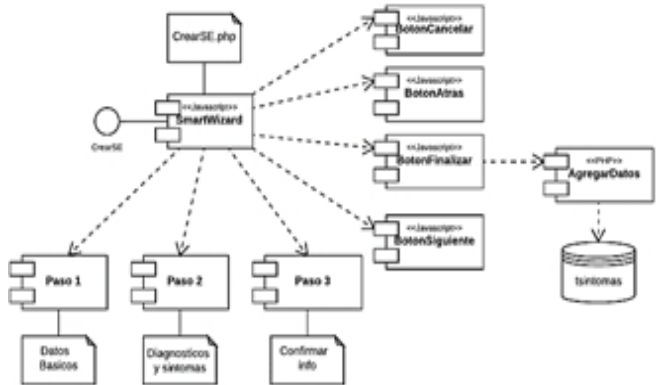 CrearSE.php
<<Javascript>>
BotonCancelar
<<Javascript>>
SmartWizard
CrearSE
<<Javascript>>
BotonAtras
<<Javascript>>
BotonFinalizar
<<PHP>>
AgregarDatos
<<Javascript>>
BotonSiguiente
tsintomas
Paso 1
Paso 2
Paso 3
Datos
Basicos
Diagnosticos
y sintomas
Confirmar
info